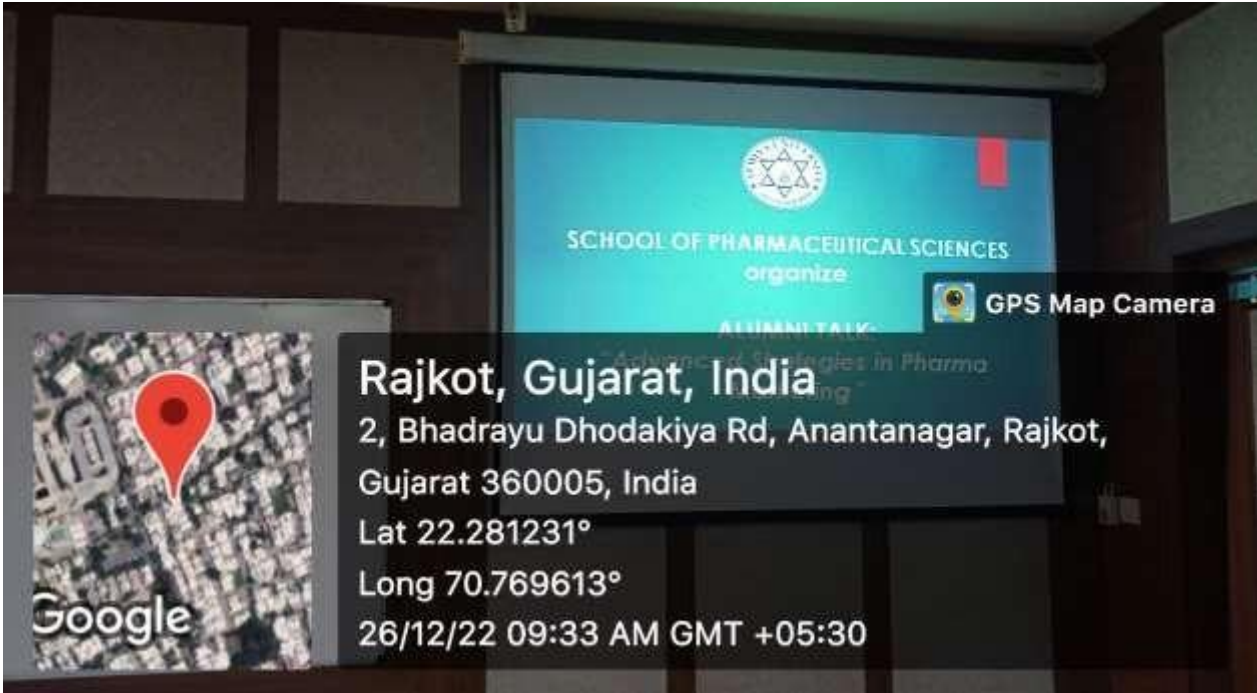 SCHOOL OF PHARMACEUTICAL SCIENCES
organize
ALUMNI TALK:
"Advanced Strategies in Pharma
GPS Map Camera
Rajkot, Gujarat, India
2, Bhadrayu Dhodakiya Rd, Anantanagar, Rajkot,
Gujarat 360005, India
Lat 22.281231°
Long 70.769613°
26/12/22 09:33 AM GMT +05:30
Google